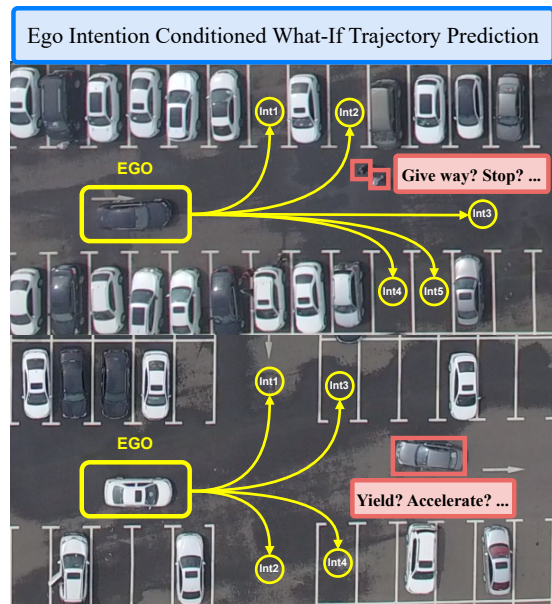 Ego Intention Conditioned What-If Trajectory Prediction
Int1
Int2
EGO
Give way? Stop? ...
Int3
Int4
Int5
Int1
Int3
EGO
Yield? Accelerate? ...
Int2
Int4